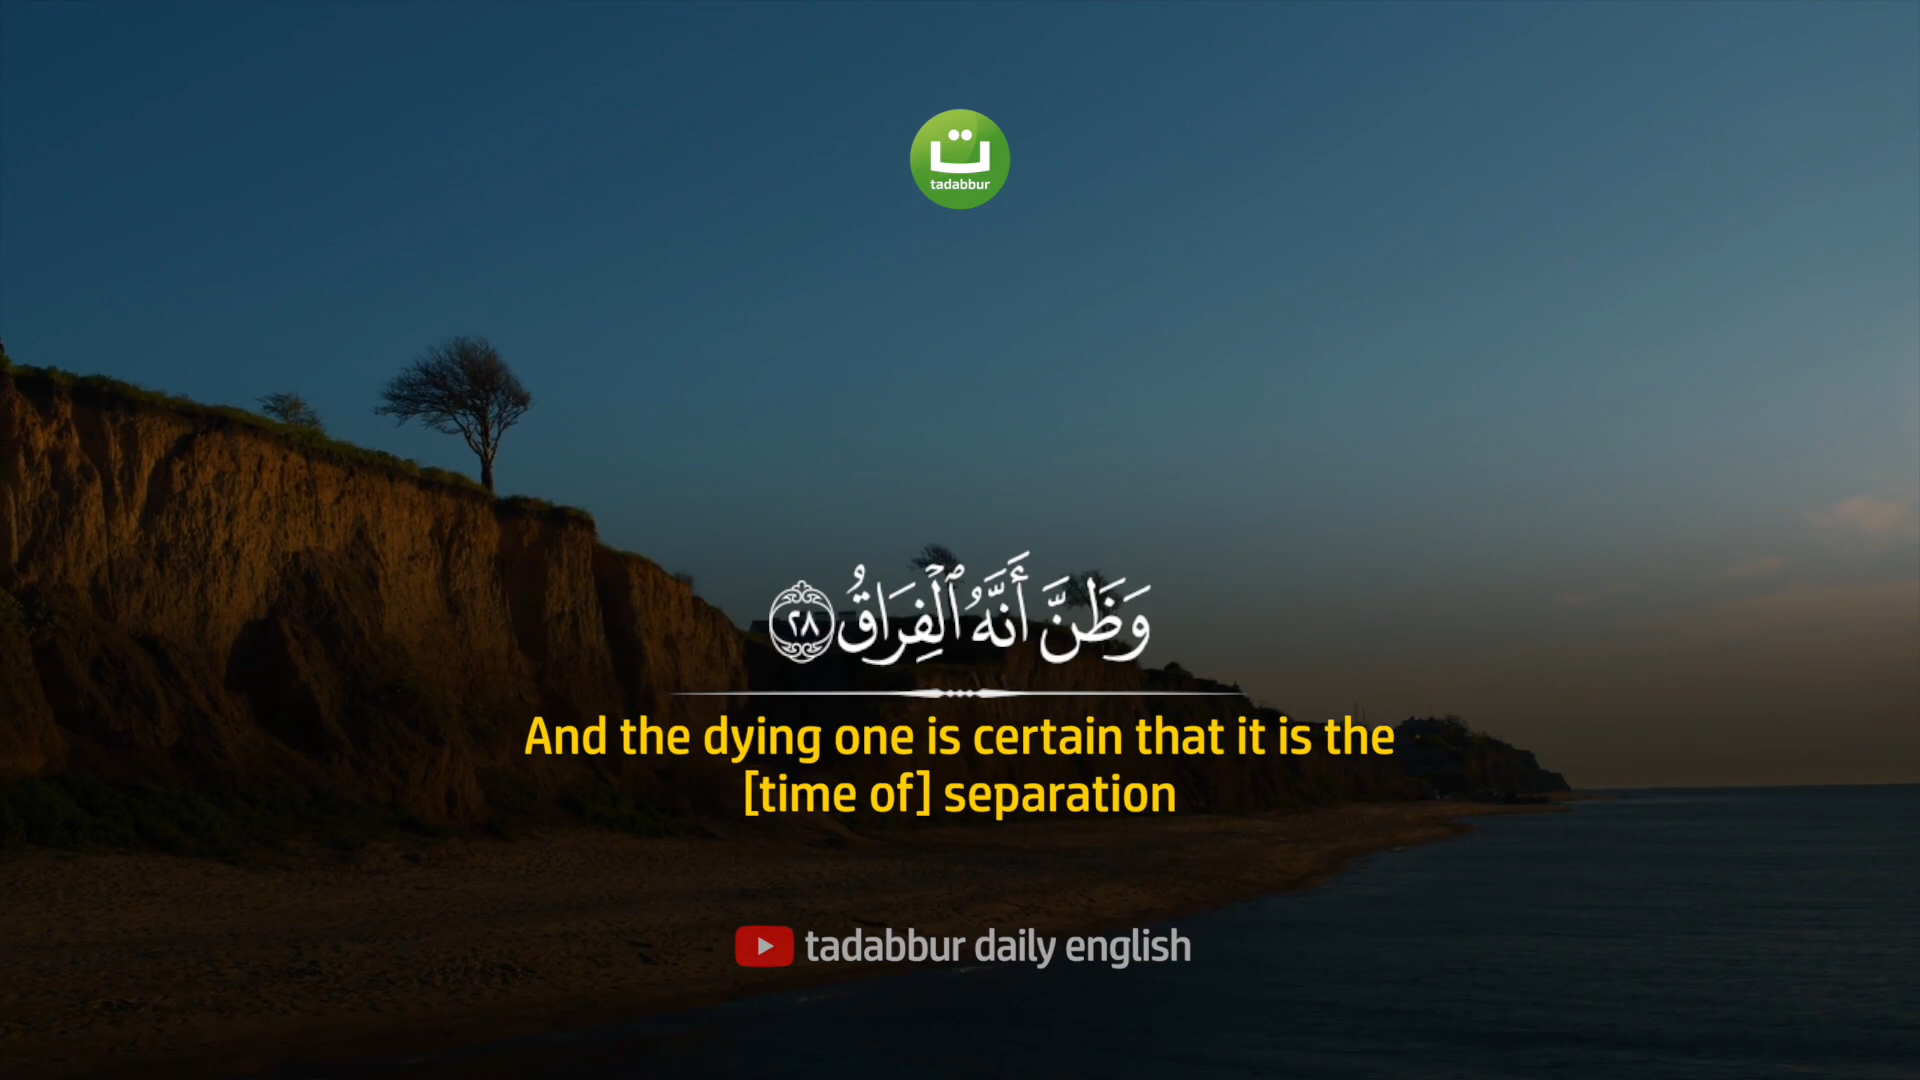 ت
tadabbur
وَظَنَّ أَنَّهُ ٱلْفِرَاقُ ٢٨
And the dying one is certain that it is the
[time of] separation
tadabbur daily english